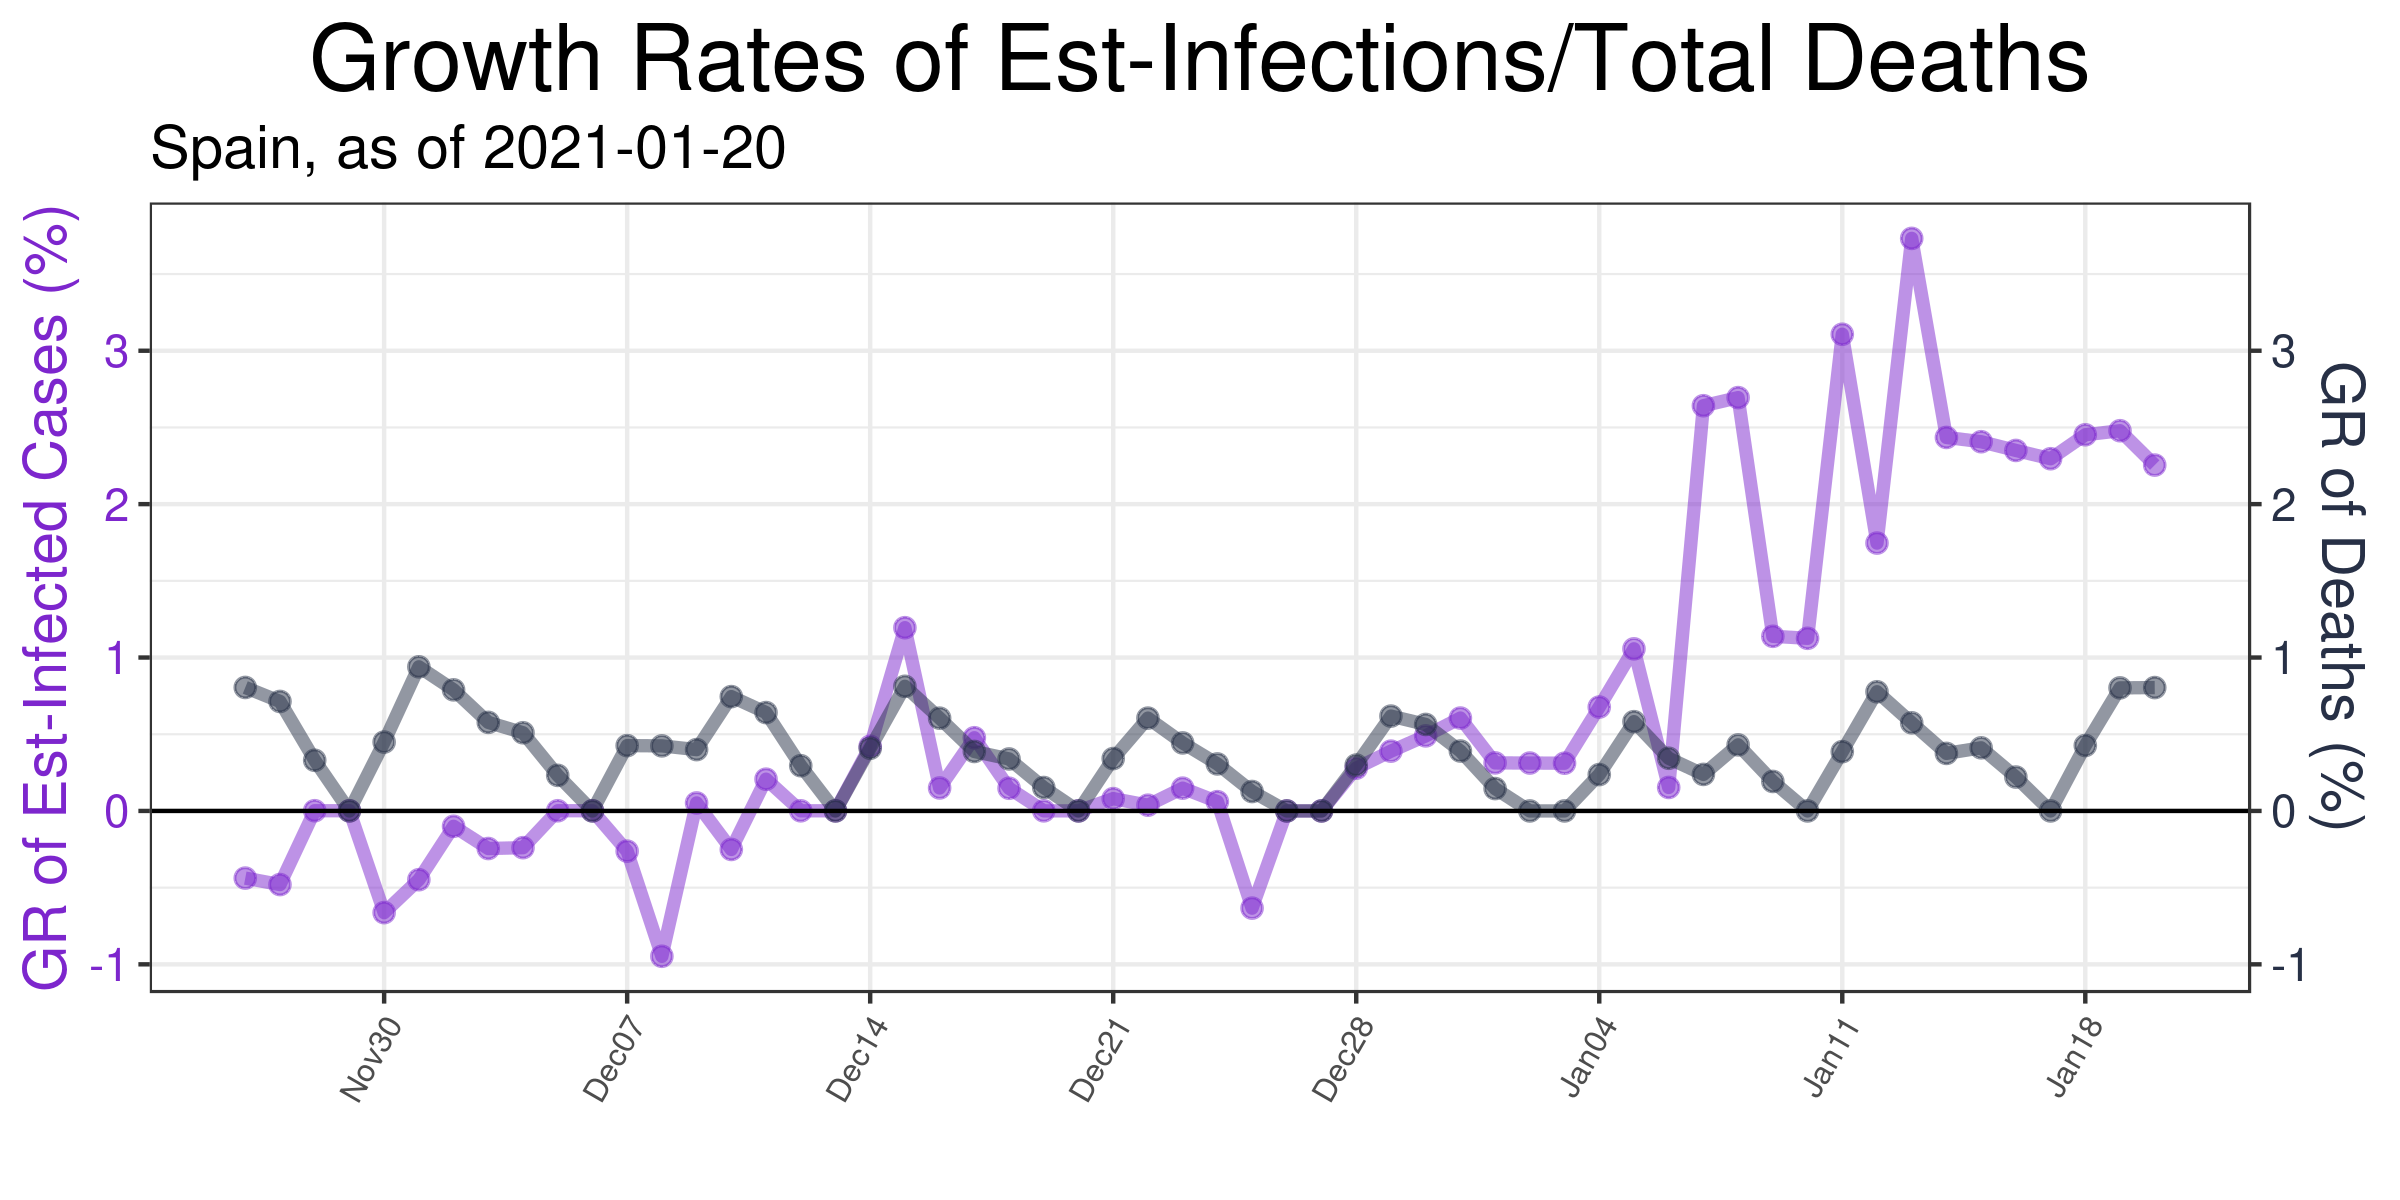 Growth Rates of Est-Infections/Total Deaths
Spain, as of 2021-01-20
GR of Est-Infected Cases (%)
3
2
1
0
-1
3
2
1
0
-1
GR of Deaths (%)
Nov30
Dec07
Dec14
Dec21
Dec28
Jan04
Jan11
Jan18